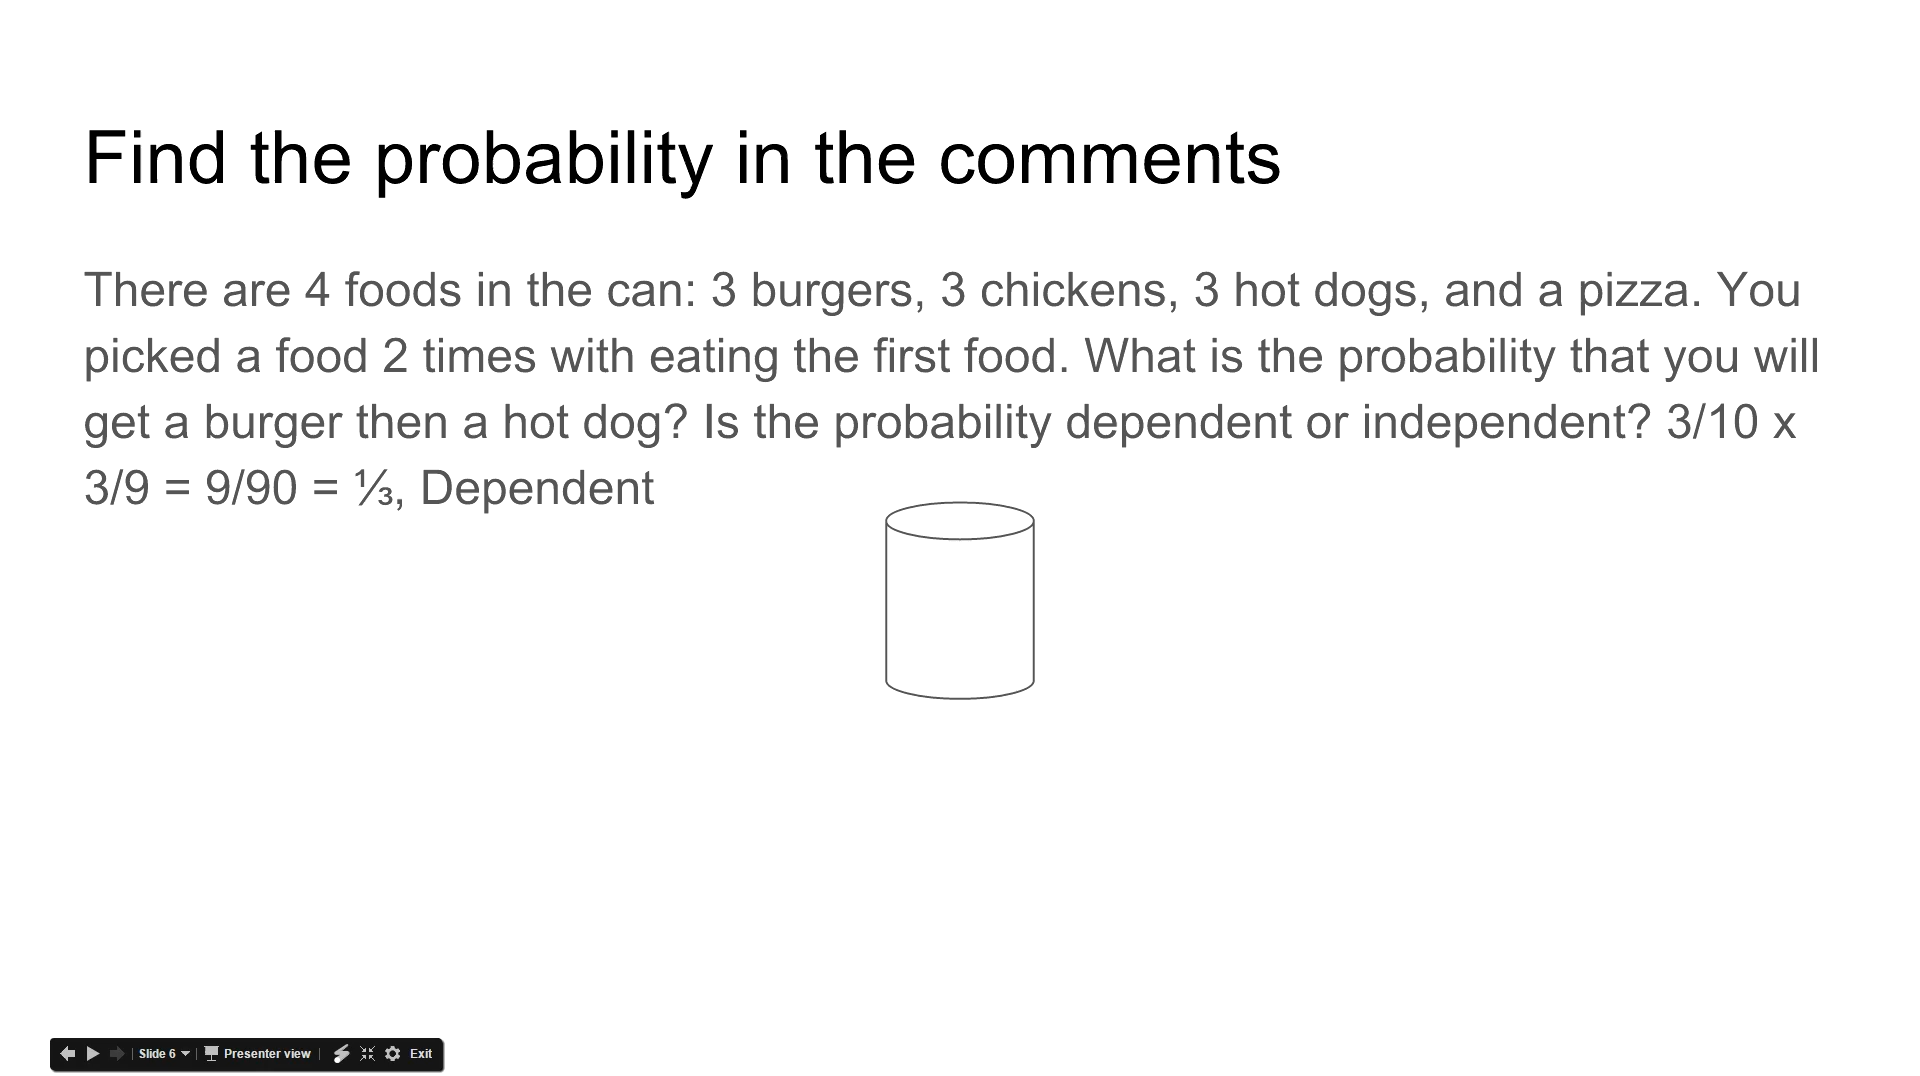 Find the probability in the comments
There are 4 foods in the can: 3 burgers, 3 chickens, 3 hot dogs, and a pizza. You
picked a food 2 times with eating the first food. What is the probability that you will
get a burger then a hot dog? Is the probability dependent or independent? 3/10 x
3/9 = 9/90 = ⅓, Dependent
Slide 6 Presenter view Exit